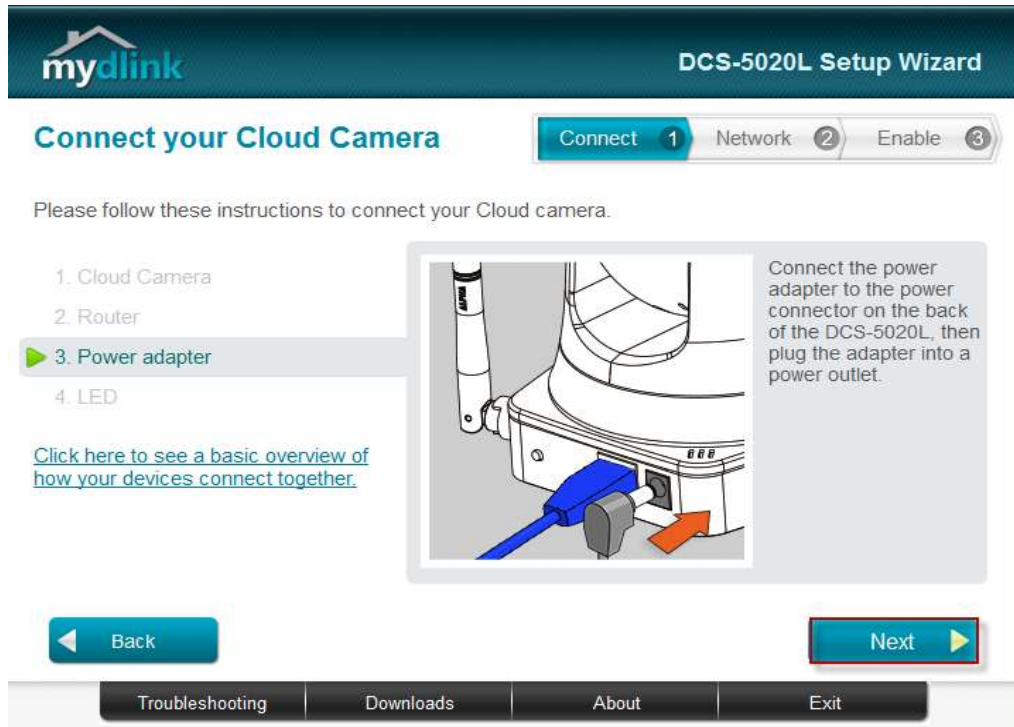 mydlink
DCS-5020L Setup Wizard
Connect your Cloud Camera
Connect 1 Network 2 Enable 3
Please follow these instructions to connect your Cloud camera.
1. Cloud Camera
2. Router
3. Power adapter
4. LED
Click here to see a basic overview of
how your devices connect together.
ALPHA
Connect the power
adapter to the power
connector on the back
of the DCS-5020L, then
plug the adapter into a
power outlet.
Back
Next
Troubleshooting Downloads About Exit